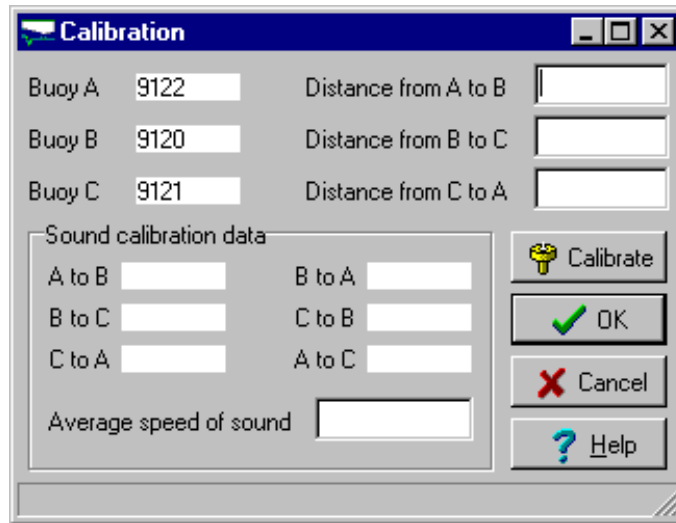 Calibration
Buoy A 9122 Distance from A to B
Buoy B 9120 Distance from B to C
Buoy C 9121 Distance from C to A
Sound calibration data
A to B B to A
B to C C to B
C to A A to C
Average speed of sound
Calibrate
OK
Cancel
Help